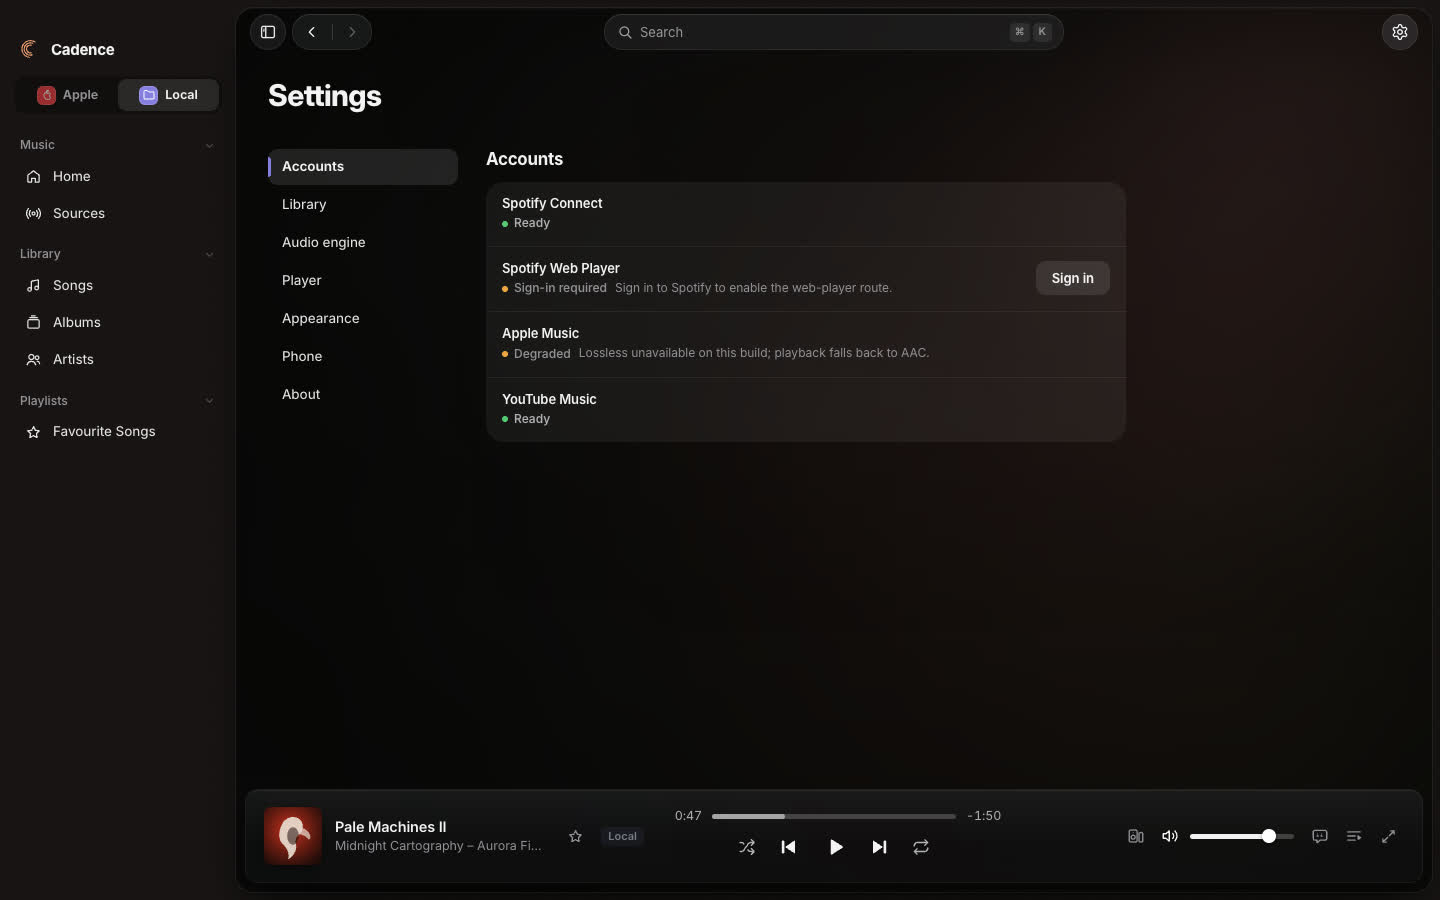 Cadence
Apple
Local
Music
Home
Sources
Library
Songs
Albums
Artists
Playlists
Favourite Songs
Search
⌘ K
Settings
Accounts
Library
Audio engine
Player
Appearance
Phone
About
Accounts
Spotify Connect
Ready
Spotify Web Player
Sign-in required Sign in to Spotify to enable the web-player route.
Sign in
Apple Music
Degraded Lossless unavailable on this build; playback falls back to AAC.
YouTube Music
Ready
Pale Machines II
Midnight Cartography – Aurora Fi...
Local
0:47
-1:50